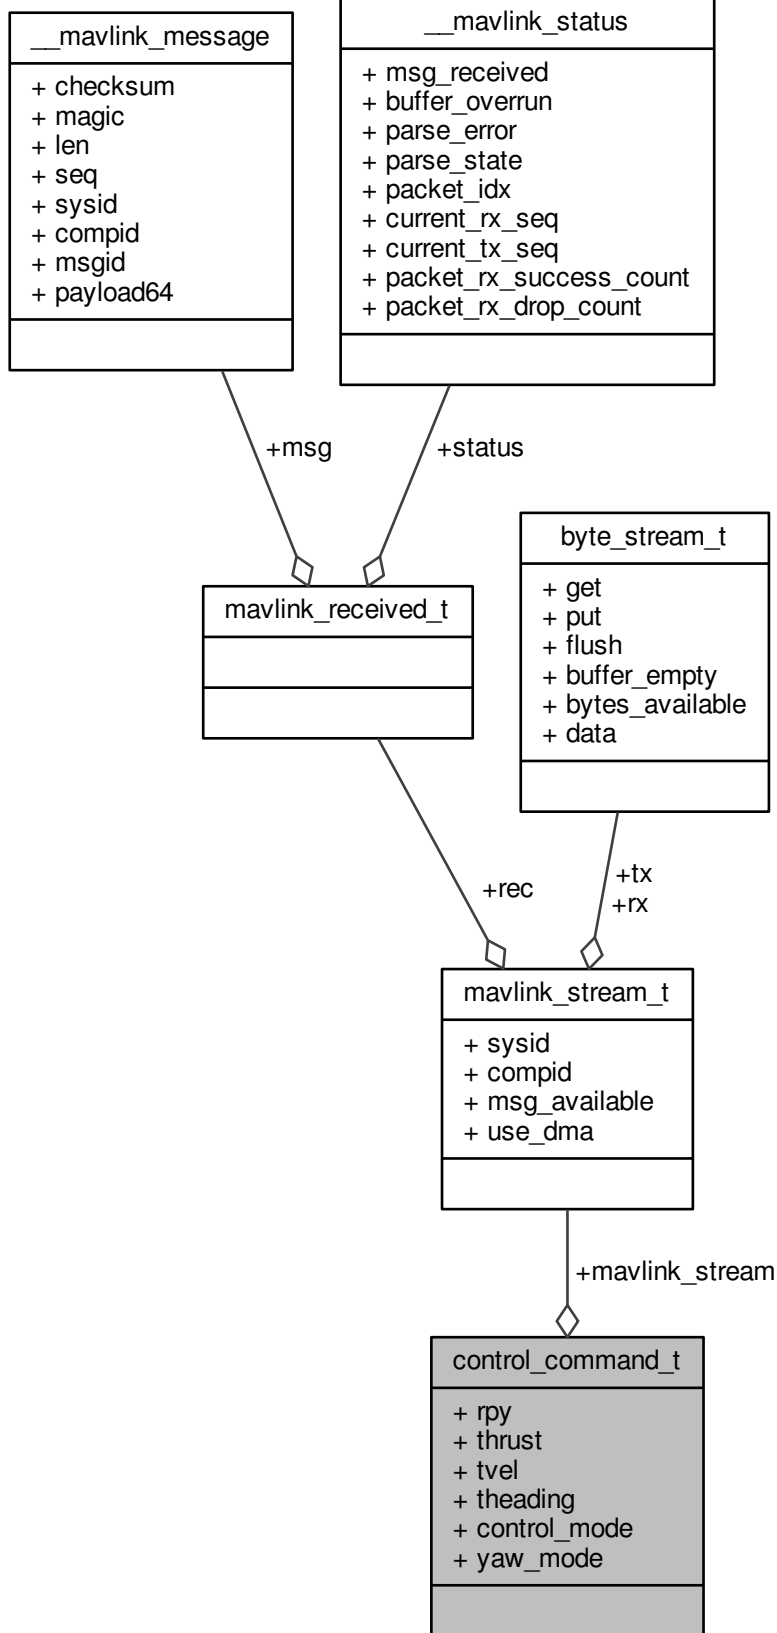 __mavlink_message
+ checksum
+ magic
+ len
+ seq
+ sysid
+ compid
+ msgid
+ payload64
__mavlink_status
+ msg_received
+ buffer_overrun
+ parse_error
+ parse_state
+ packet_idx
+ current_rx_seq
+ current_tx_seq
+ packet_rx_success_count
+ packet_rx_drop_count
+msg
+status
mavlink_received_t
byte_stream_t
+ get
+ put
+ flush
+ buffer_empty
+ bytes_available
+ data
+rec
+tx
+rx
mavlink_stream_t
+ sysid
+ compid
+ msg_available
+ use_dma
+mavlink_stream
control_command_t
+ rpy
+ thrust
+ tvel
+ theading
+ control_mode
+ yaw_mode